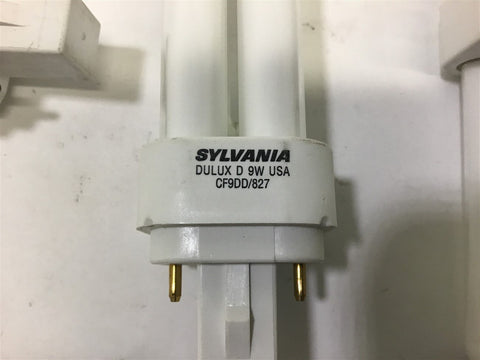 SYLVANIA
DULUX D 9W USA
CF9DD/827